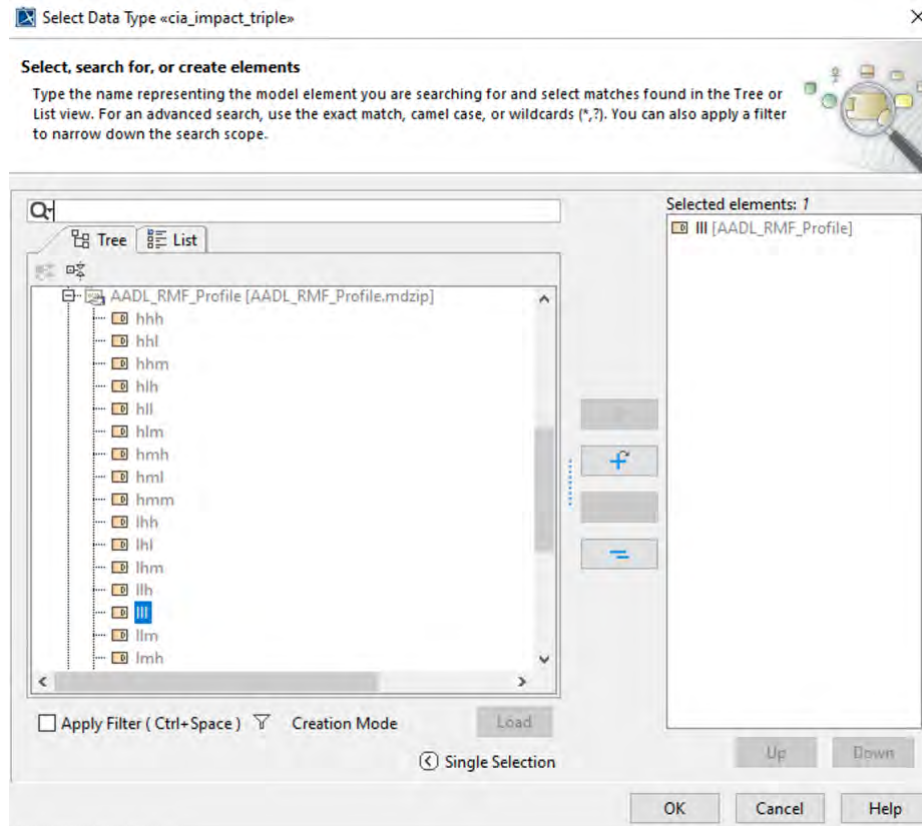 Select Data Type «cia_impact_triple»
Select, search for, or create elements
Type the name representing the model element you are searching for and select matches found in the Tree or
List view. For an advanced search, use the exact match, camel case, or wildcards (*,?). You can also apply a filter
to narrow down the search scope.
Tree
List
AADL_RMF_Profile [AADL_RMF_Profile.mdzip]
hhh
hhl
hhm
hlh
hll
hlm
hmh
hml
hmm
lhh
lhl
lhm
llh
lll
llm
lmh
Apply Filter ( Ctrl+Space )
Creation Mode
Load
Single Selection
Selected elements: 1
lll [AADL_RMF_Profile]
Up
Down
OK
Cancel
Help